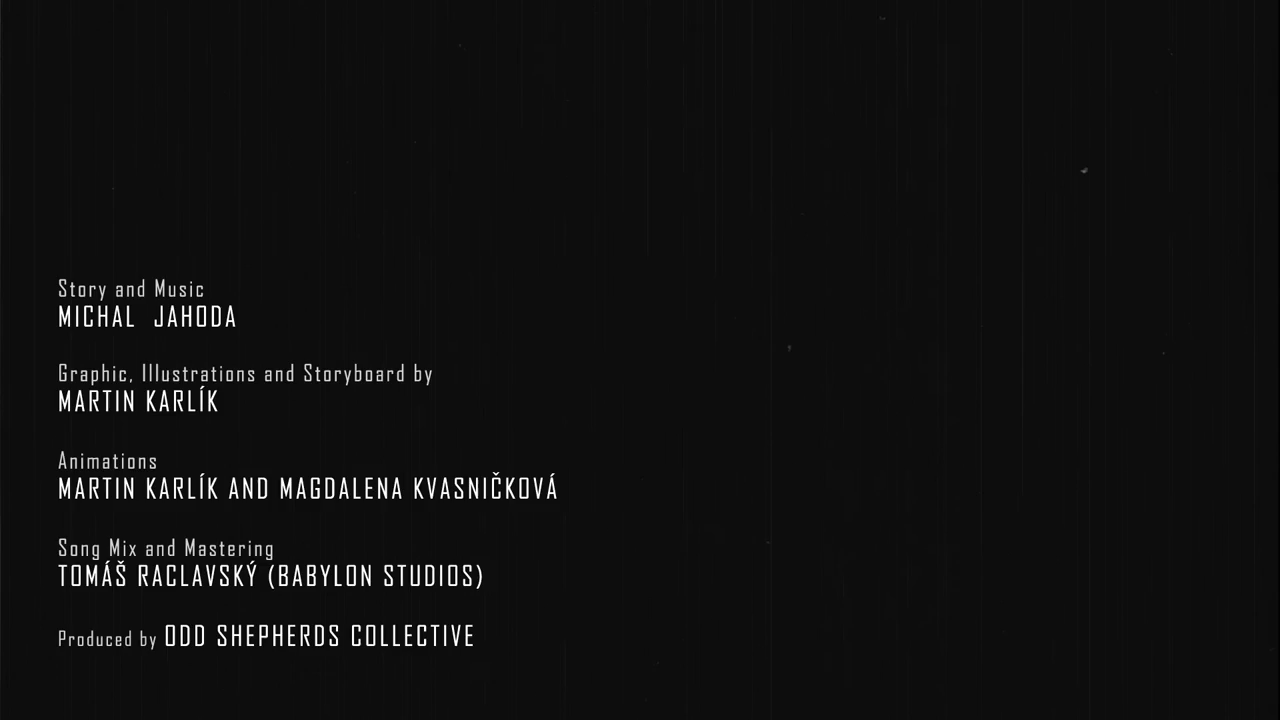 Story and Music
MICHAL JAHODA
Graphic, Illustrations and Storyboard by
MARTIN KARLÍK
Animations
MARTIN KARLÍK AND MAGDALENA KVASNIČKOVÁ
Song Mix and Mastering
TOMÁŠ RACLAVSKÝ (BABYLON STUDIOS)
Produced by ODD SHEPHERDS COLLECTIVE